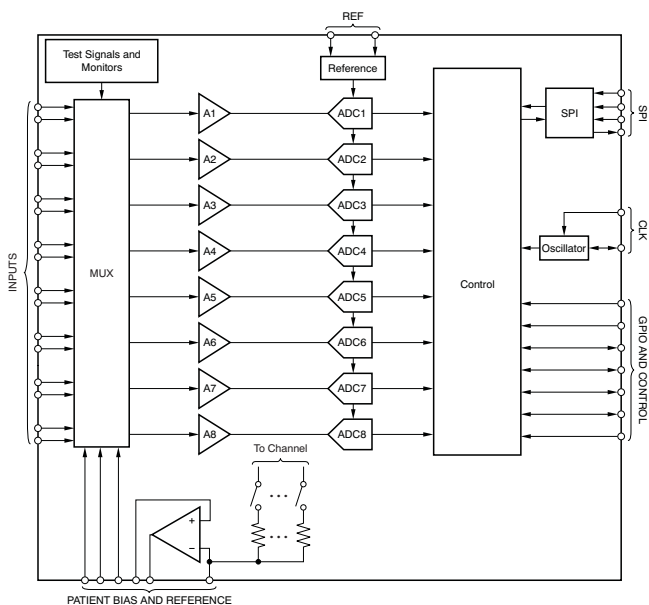 REF
Test Signals and
Monitors
Reference
A1
ADC1
SPI
SPI
A2
ADC2
A3
ADC3
CLK
A4
ADC4
Oscillator
INPUTS
MUX
Control
A5
ADC5
A6
ADC6
GPIO AND CONTROL
A7
ADC7
A8
ADC8
To Channel
+
−
PATIENT BIAS AND REFERENCE